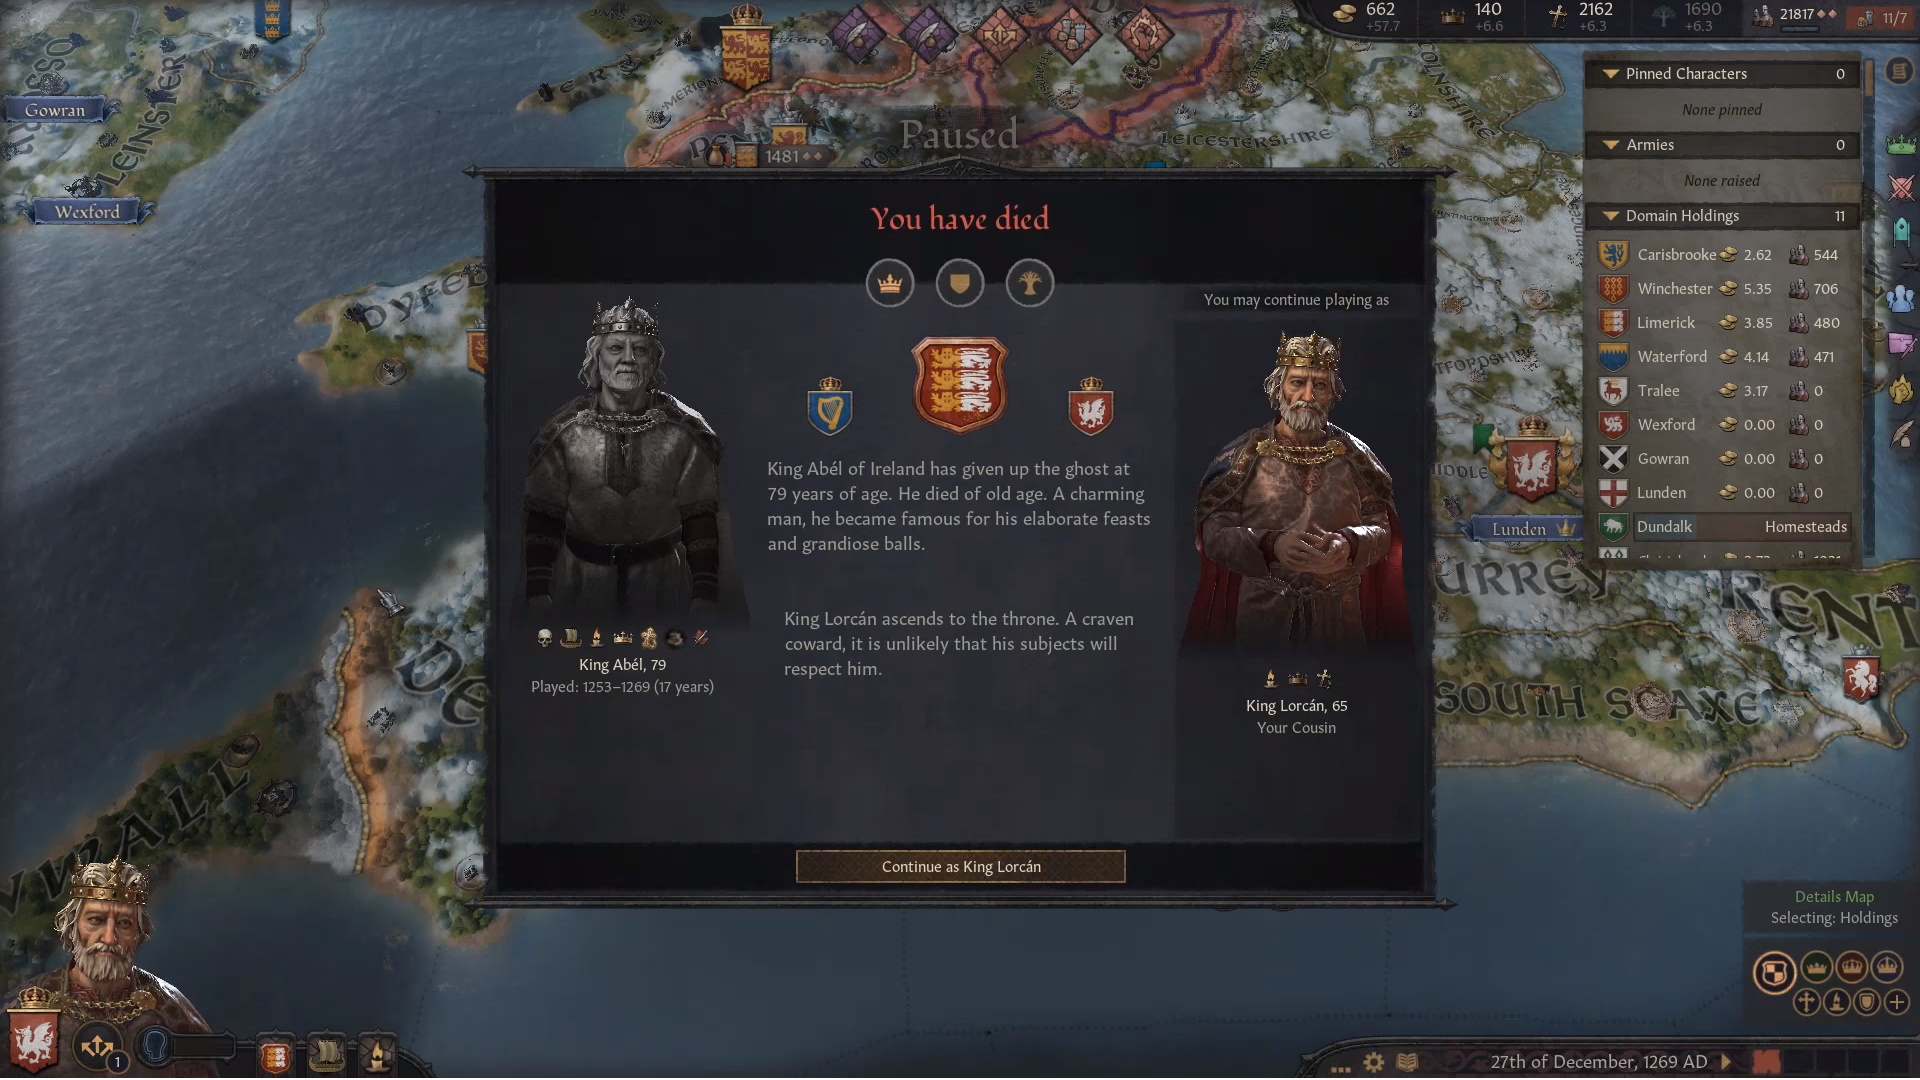 662
+57.7
140
+6.6
2162
+6.3
1690
+6.3
21817
11/7
Gowran
LEINSTER
Wexford
DYFED
MERION
1481
LEICESTERSHIRE
Paused
Pinned Characters 0
None pinned
Armies 0
None raised
Domain Holdings 11
Carisbrooke 2.62 544
Winchester 5.35 706
Limerick 3.85 480
Waterford 4.14 471
Tralee 3.17 0
Wexford 0.00 0
Gowran 0.00 0
Lunden 0.00 0
Dundalk Homesteads
You have died
You may continue playing as
King Abél of Ireland has given up the ghost at
79 years of age. He died of old age. A charming
man, he became famous for his elaborate feasts
and grandiose balls.
King Lorcán ascends to the throne. A craven
coward, it is unlikely that his subjects will
respect him.
King Abél, 79
Played: 1253–1269 (17 years)
King Lorcán, 65
Your Cousin
Continue as King Lorcán
Lunden
URREY
KENT
SOUTH SEAXE
DE
NWALL
Details Map
Selecting: Holdings
1
27th of December, 1269 AD